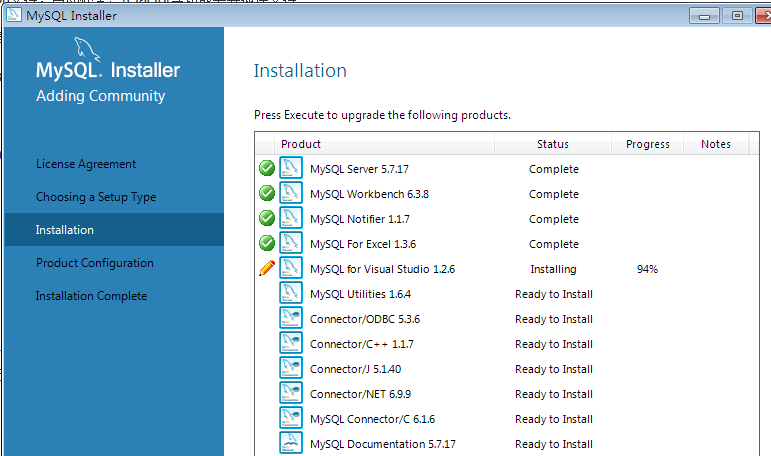 MySQL Installer
MySQL. Installer
Adding Community
License Agreement
Choosing a Setup Type
Installation
Product Configuration
Installation Complete
Installation
Press Execute to upgrade the following products.
Product Status Progress Notes
MySQL Server 5.7.17 Complete
MySQL Workbench 6.3.8 Complete
MySQL Notifier 1.1.7 Complete
MySQL For Excel 1.3.6 Complete
MySQL for Visual Studio 1.2.6 Installing 94%
MySQL Utilities 1.6.4 Ready to Install
Connector/ODBC 5.3.6 Ready to Install
Connector/C++ 1.1.7 Ready to Install
Connector/J 5.1.40 Ready to Install
Connector/NET 6.9.9 Ready to Install
MySQL Connector/C 6.1.6 Ready to Install
MySQL Documentation 5.7.17 Ready to Install